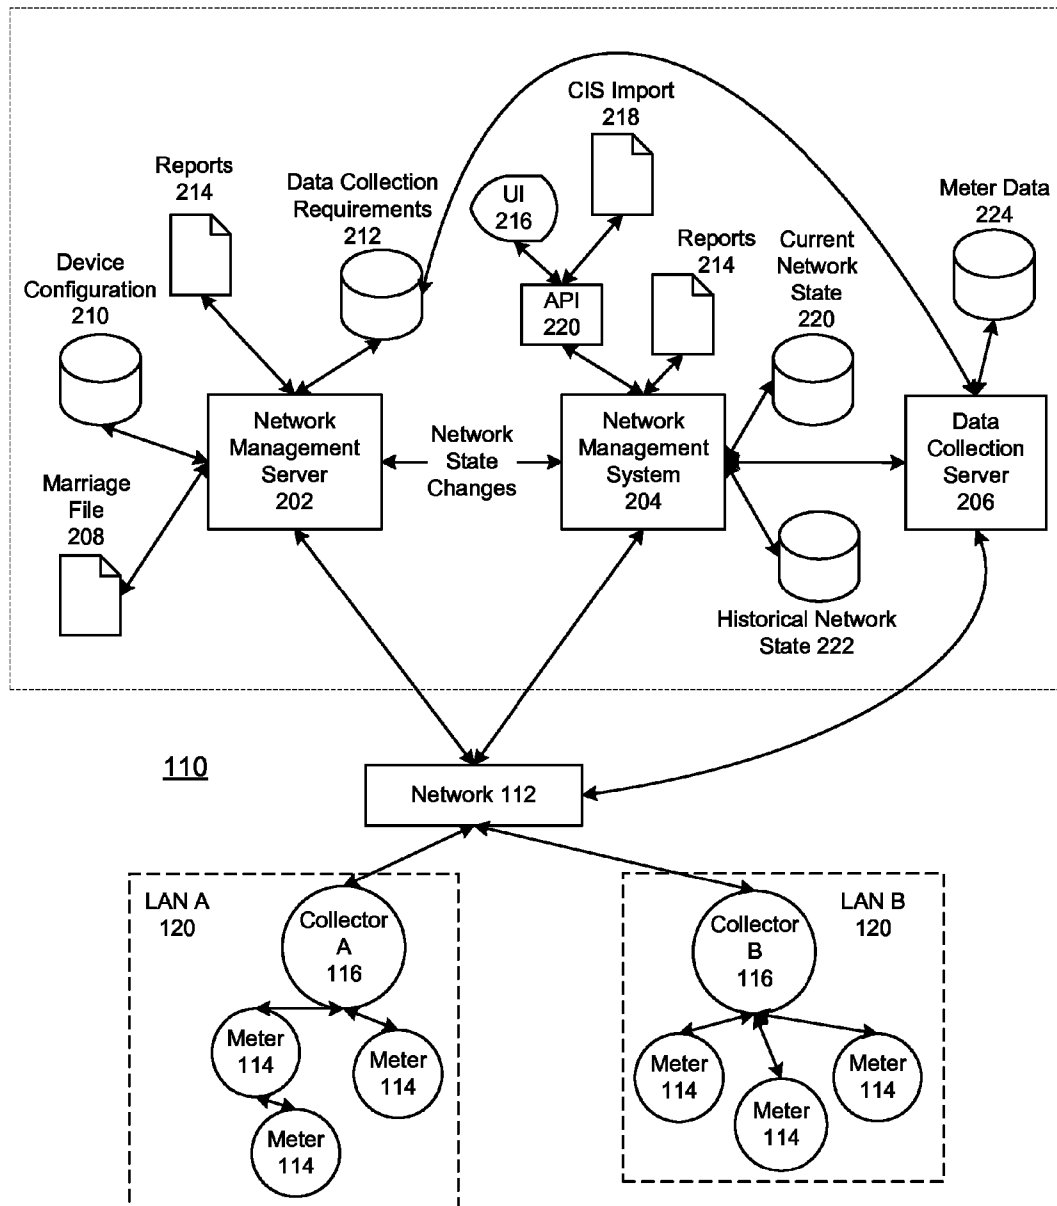 CIS Import
218
Reports
214
Data Collection
Requirements
212
UI
216
Meter Data
224
Reports
214
Current
Network
State
220
Device
Configuration
210
API
220
Network
Management
Server
202
Network
State
Changes
Network
Management
System
204
Data
Collection
Server
206
Marriage
File
208
Historical Network
State 222
110
Network 112
LAN A
120
Collector
A
116
LAN B
120
Collector
B
116
Meter
114
Meter
114
Meter
114
Meter
114
Meter
114
Meter
114